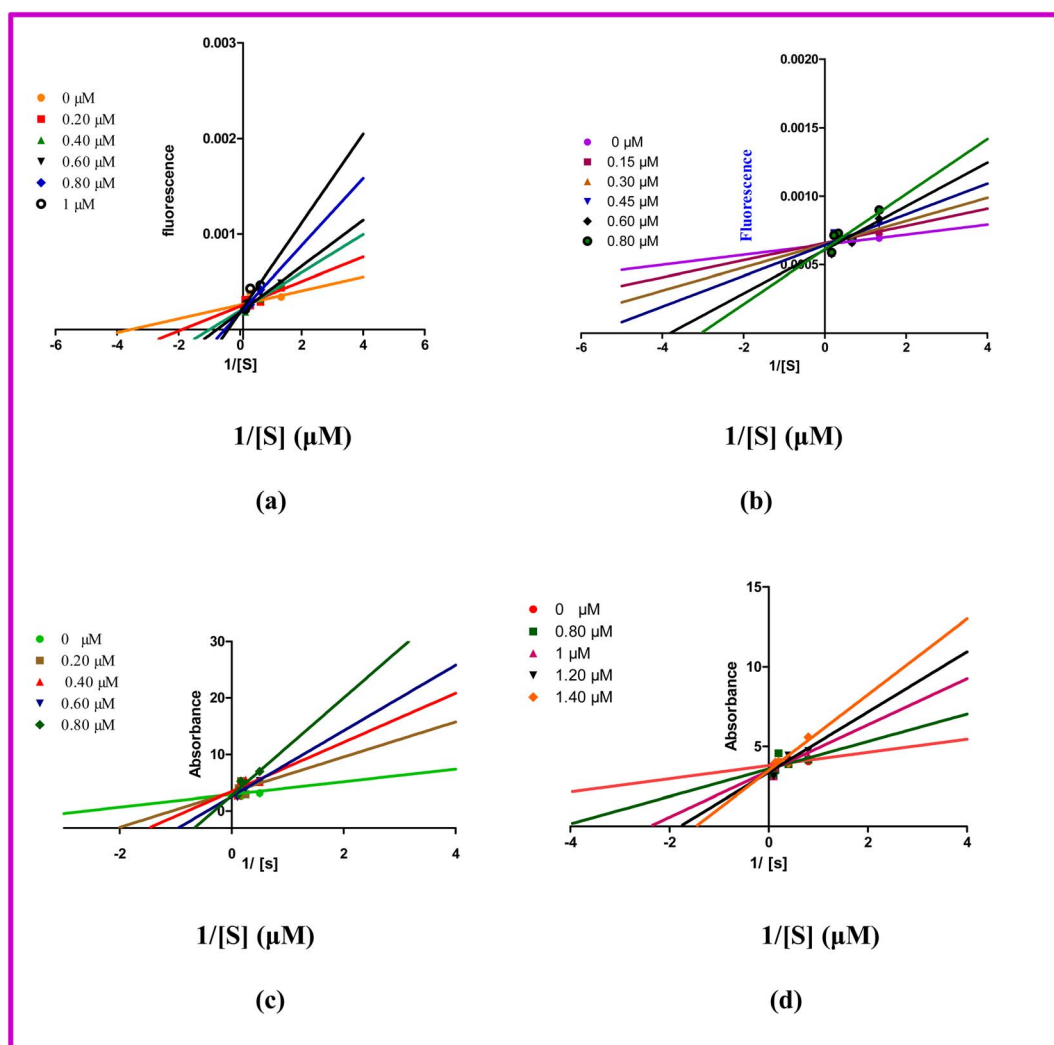 0.003
0 µM
0.20 µM
0.40 µM
0.60 µM
0.80 µM
1 µM
0.002
fluorescence
0.001
-6 -4 -2 0 2 4 6
1/[S]
1/[S] (µM)
(a)
0.0020
0 µM
0.15 µM
0.30 µM
0.45 µM
0.60 µM
0.80 µM
0.0015
Fluorescence
0.0010
0.0005
-6 -4 -2 0 2 4
1/[S]
1/[S] (µM)
(b)
0 µM
0.20 µM
0.40 µM
0.60 µM
0.80 µM
30
20
Absorbance
10
0
-2 0 2 4
1/ [s]
1/[S] (µM)
(c)
0 µM
0.80 µM
1 µM
1.20 µM
1.40 µM
15
10
Absorbance
5
-4 -2 0 2 4
1/ [s]
1/[S] (µM)
(d)